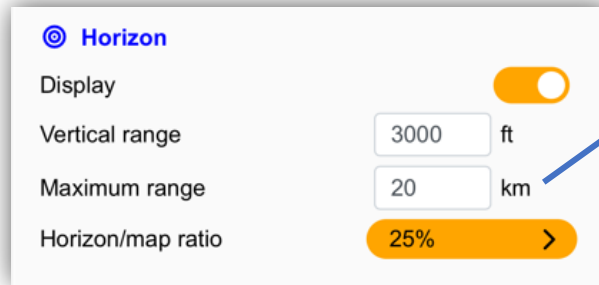 Horizon
Display
Vertical range 3000 ft
Maximum range 20 km
Horizon/map ratio 25%